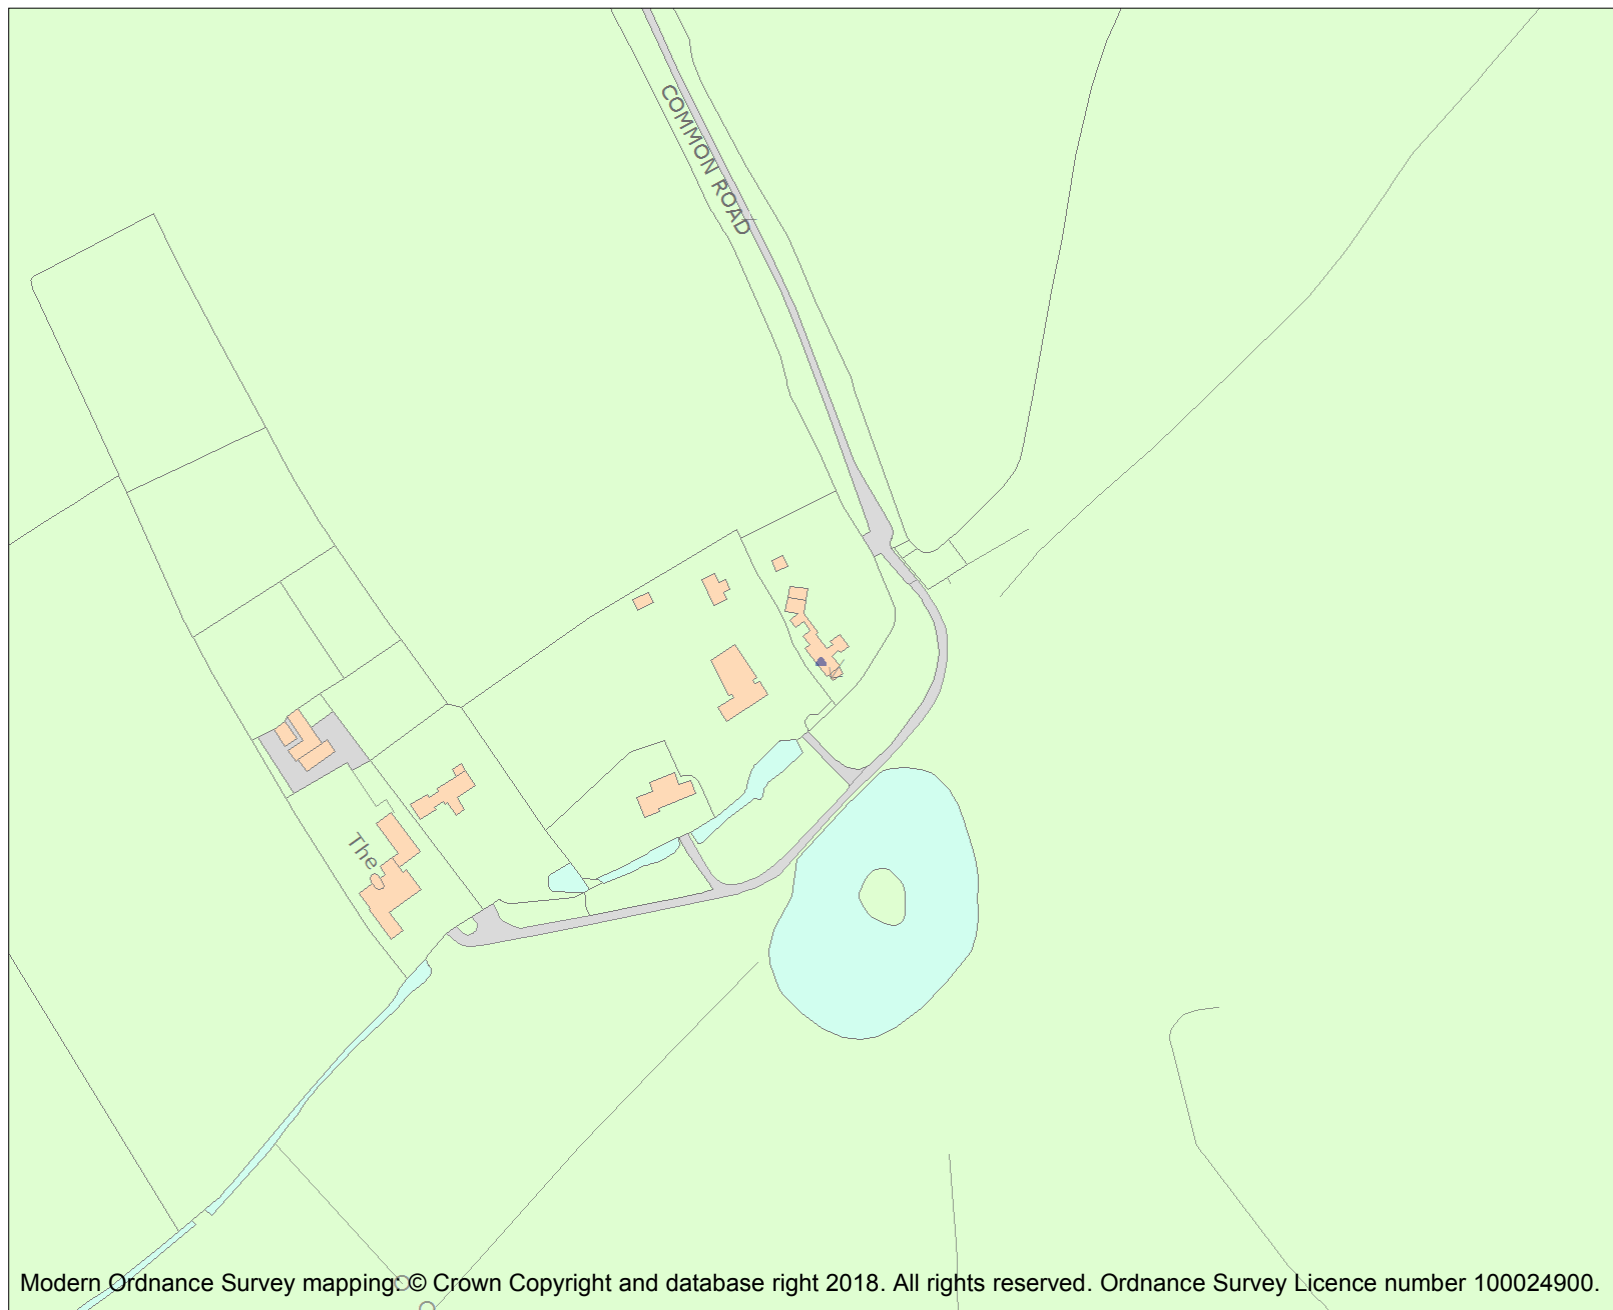 COMMON ROAD
The
Modern Ordnance Survey mapping: © Crown Copyright and database right 2018. All rights reserved. Ordnance Survey Licence number 100024900.